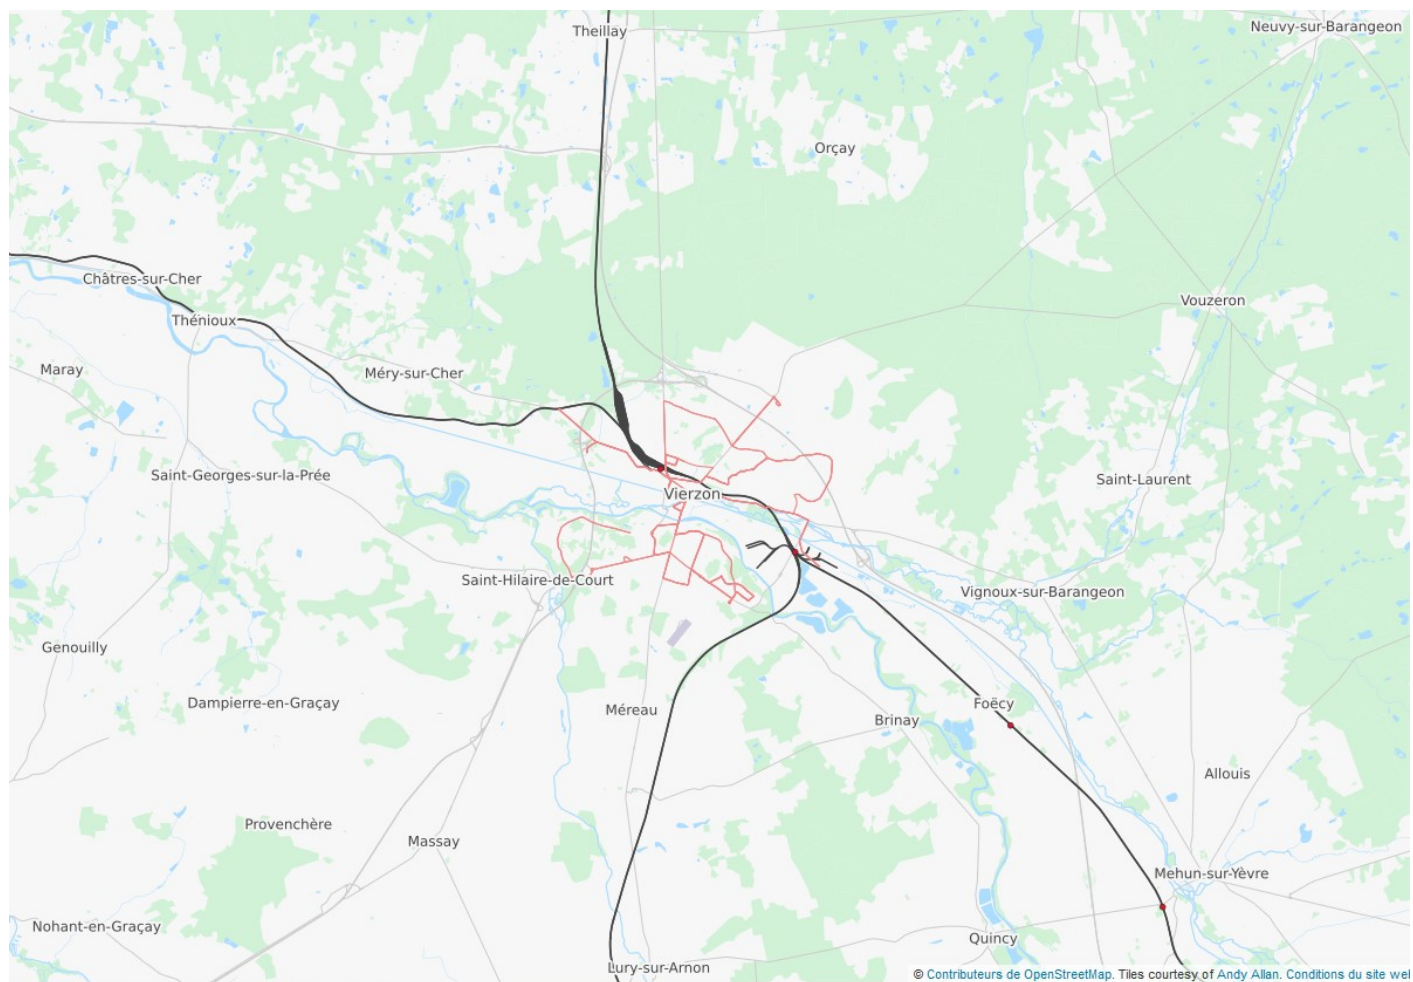 Theillay
Neuvy-sur-Barangeon
Orçay
Châtres-sur-Cher
Vouzeron
Thénioux
Maray
Méry-sur-Cher
Saint-Georges-sur-la-Prée
Saint-Laurent
Vierzon
Saint-Hilaire-de-Court
Vignoux-sur-Barangeon
Genouilly
Dampierre-en-Graçay
Foëcy
Méreau
Brinay
Allouis
Provenchère
Massay
Mehun-sur-Yèvre
Nohant-en-Graçay
Quincy
Lury-sur-Arnon
© Contributeurs de OpenStreetMap. Tiles courtesy of Andy Allan. Conditions du site wel